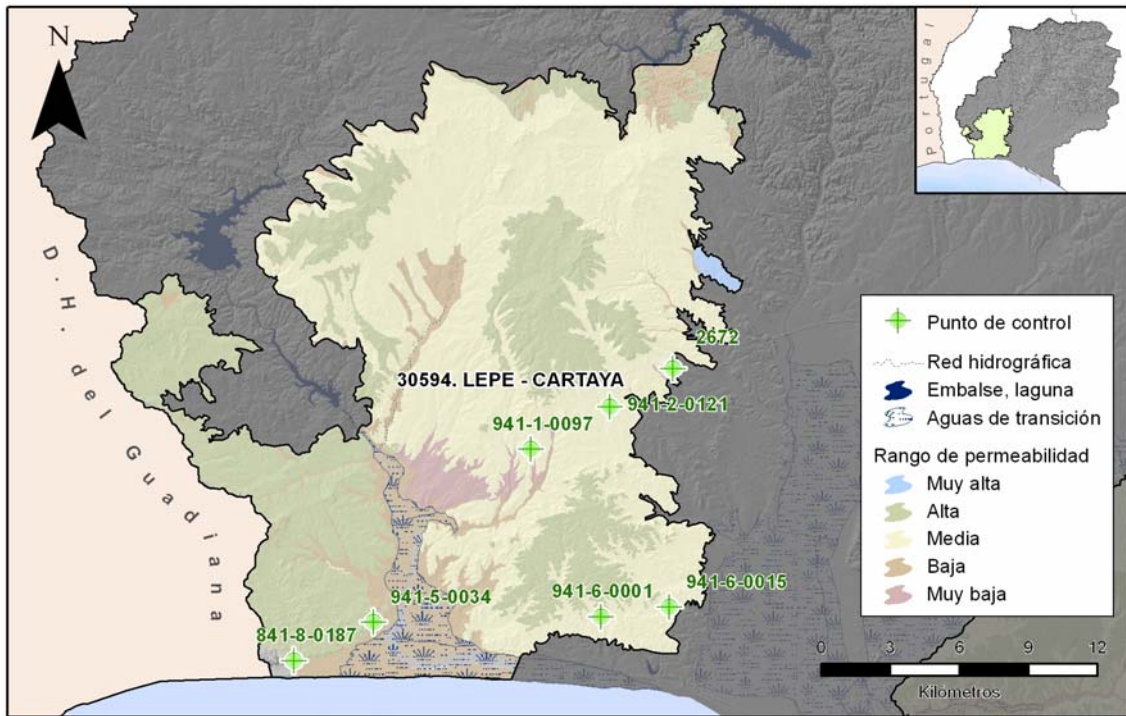 N
Portugal
D. H. del Guadiana
2672
30594. LEPE - CARTAYA
941-2-0121
941-1-0097
941-5-0034
941-6-0001
941-6-0015
841-8-0187
Punto de control
Red hidrográfica
Embalse, laguna
Aguas de transición
Rango de permeabilidad
Muy alta
Alta
Media
Baja
Muy baja
0 3 6 9 12
Kilómetros